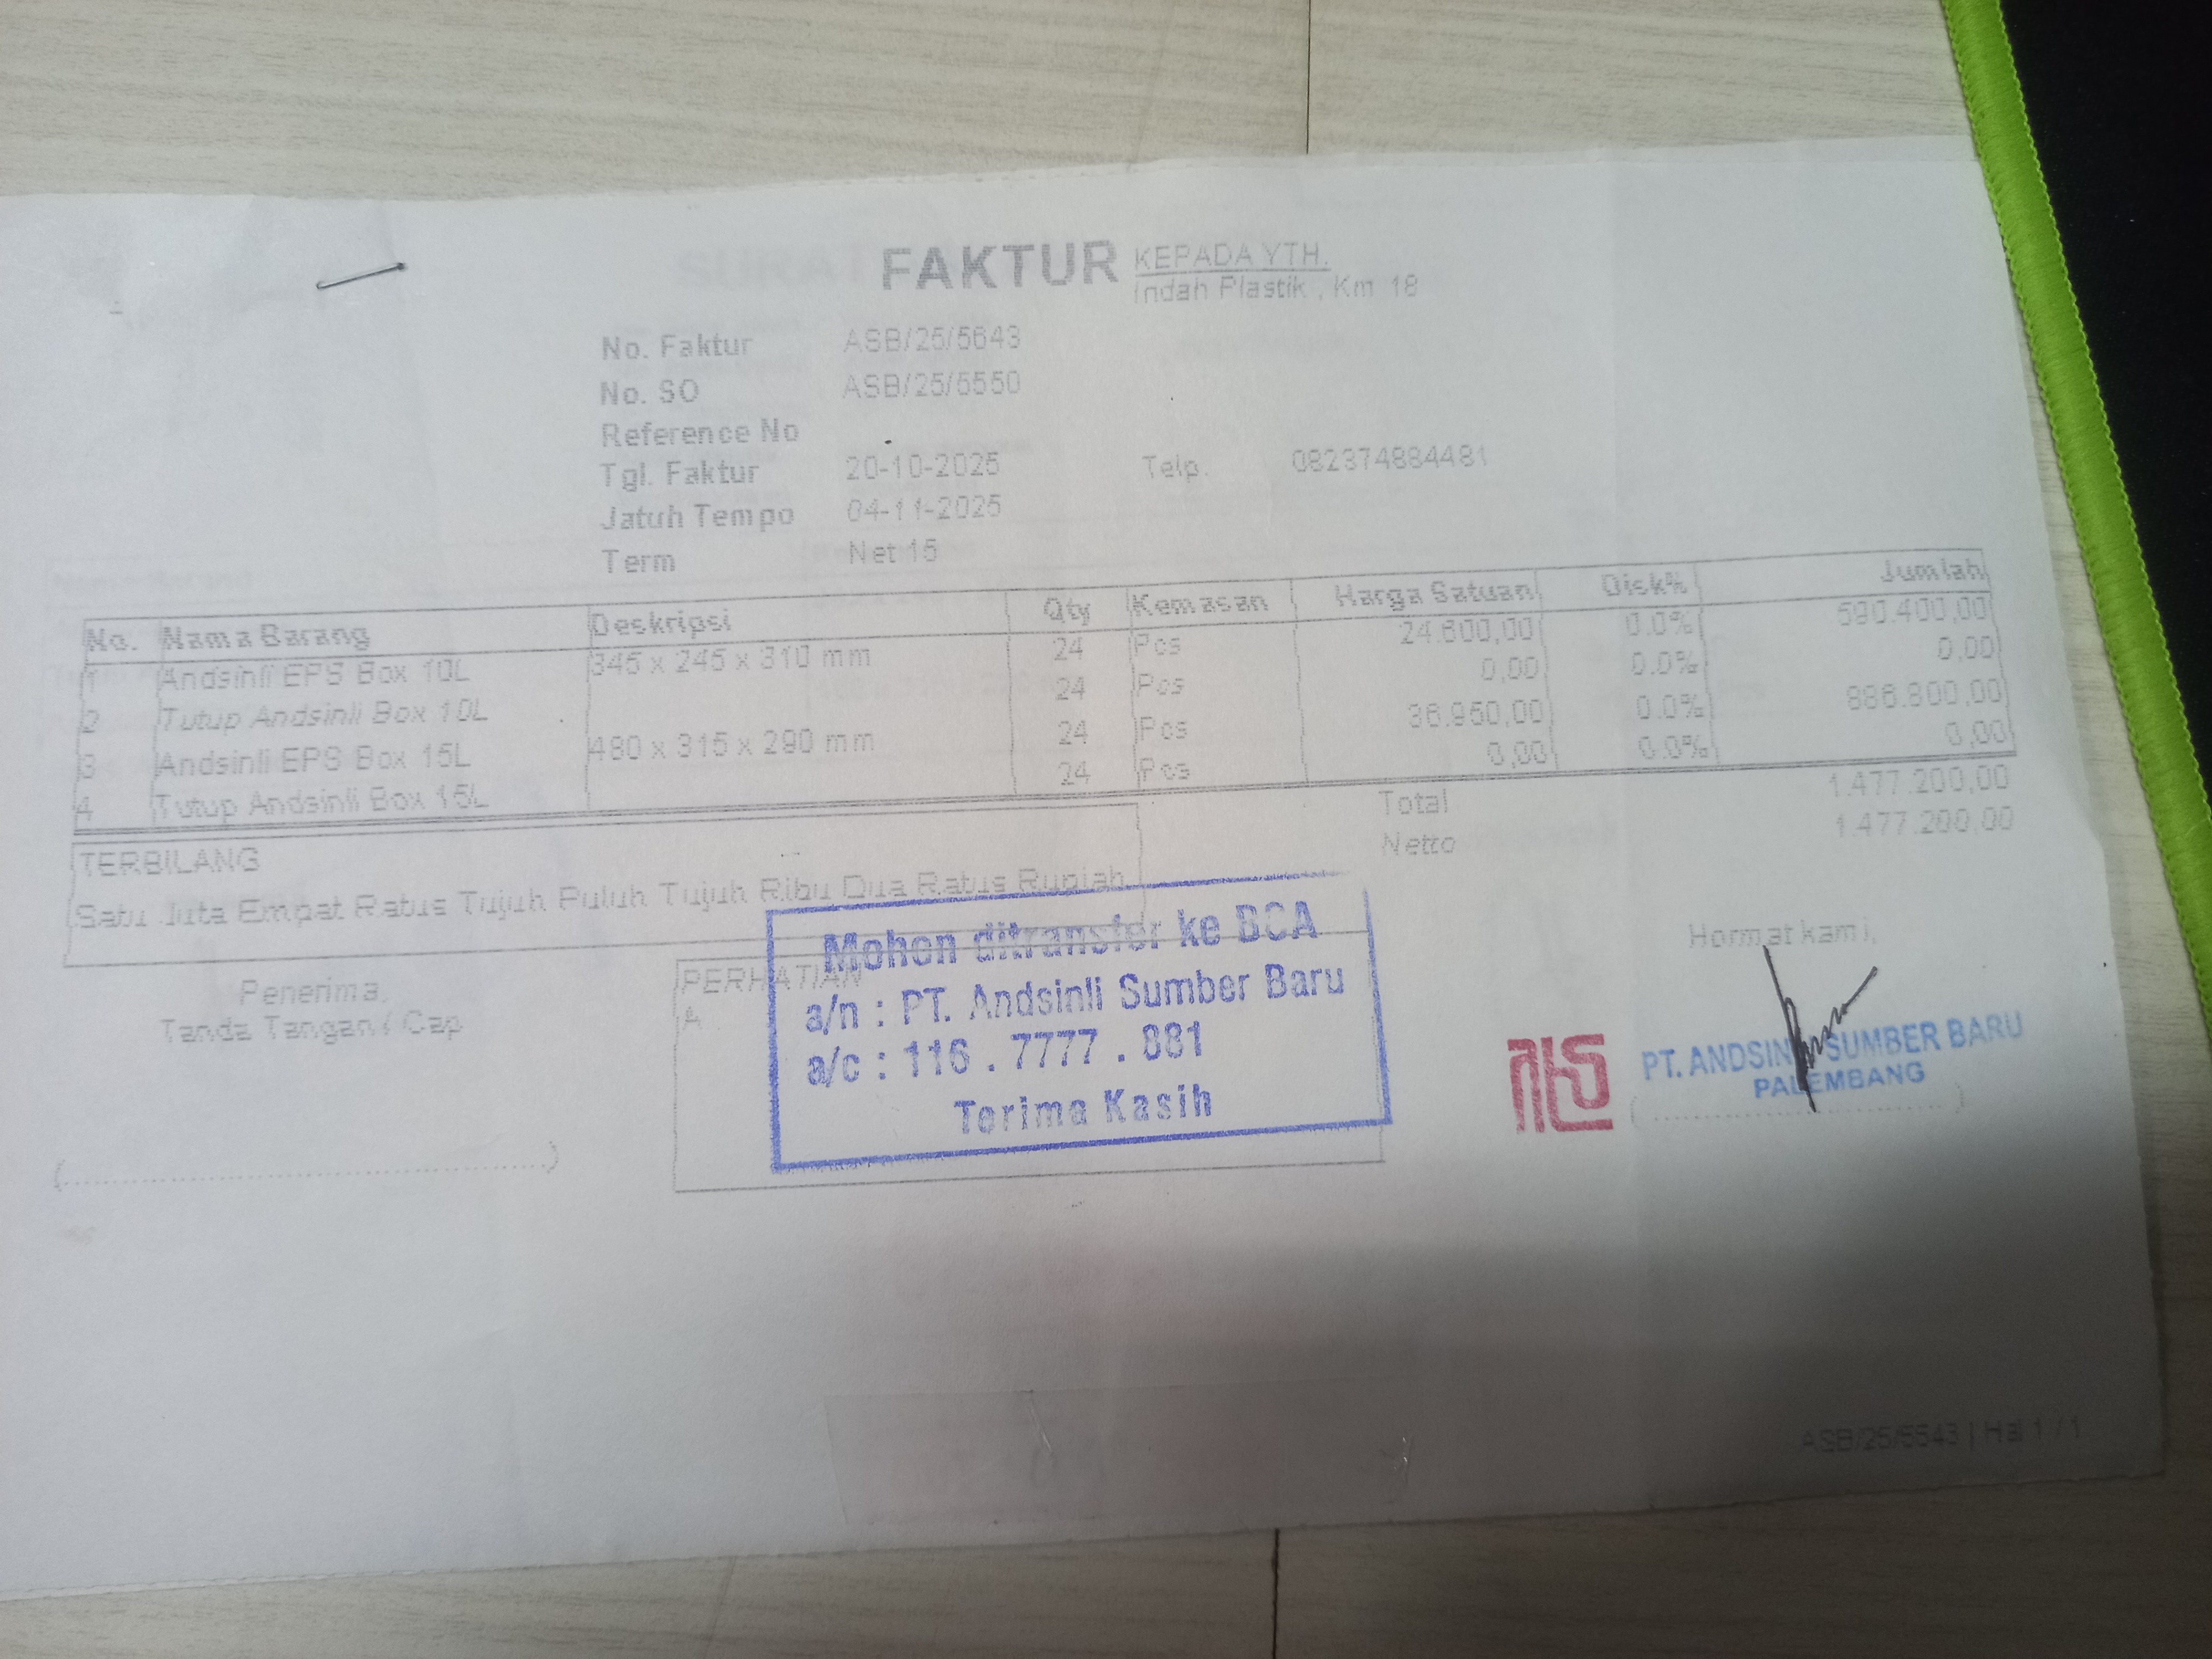 FAKTUR
KEPADA YTH.
Indah Plastik , Km 18
No. Faktur ASB/25/5543
No. SO ASB/25/5550
Reference No
Tgl. Faktur 20-10-2025 Telp. 082374884481
Jatuh Tempo 04-11-2025
Term Net 15
No. Nama Barang Deskripsi Qty Kemasan Harga Satuan Disk% Jumlah
1 Andsinli EPS Box 10L 345 x 245 x 310 mm 24 Pcs 24.600,00 0.0% 590.400,00
2 Tutup Andsinli Box 10L 24 Pcs 0,00 0.0% 0,00
3 Andsinli EPS Box 15L 480 x 315 x 290 mm 24 Pcs 36.950,00 0.0% 886.800,00
4 Tutup Andsinli Box 15L 24 Pcs 0,00 0.0% 0,00
Total 1.477.200,00
Netto 1.477.200,00
TERBILANG
Satu Juta Empat Ratus Tujuh Puluh Tujuh Ribu Dua Ratus Rupiah
Penerima,
Tanda Tangan / Cap
(..............................................)
PERHATIAN
A
Mohon ditransfer ke BCA
a/n : PT. Andsinli Sumber Baru
a/c : 116 . 7777 . 881
Terima Kasih
Hormat kami,
PT. ANDSINLI SUMBER BARU
PALEMBANG
(..............................................)
ASB/25/5543 | Hal 1 / 1